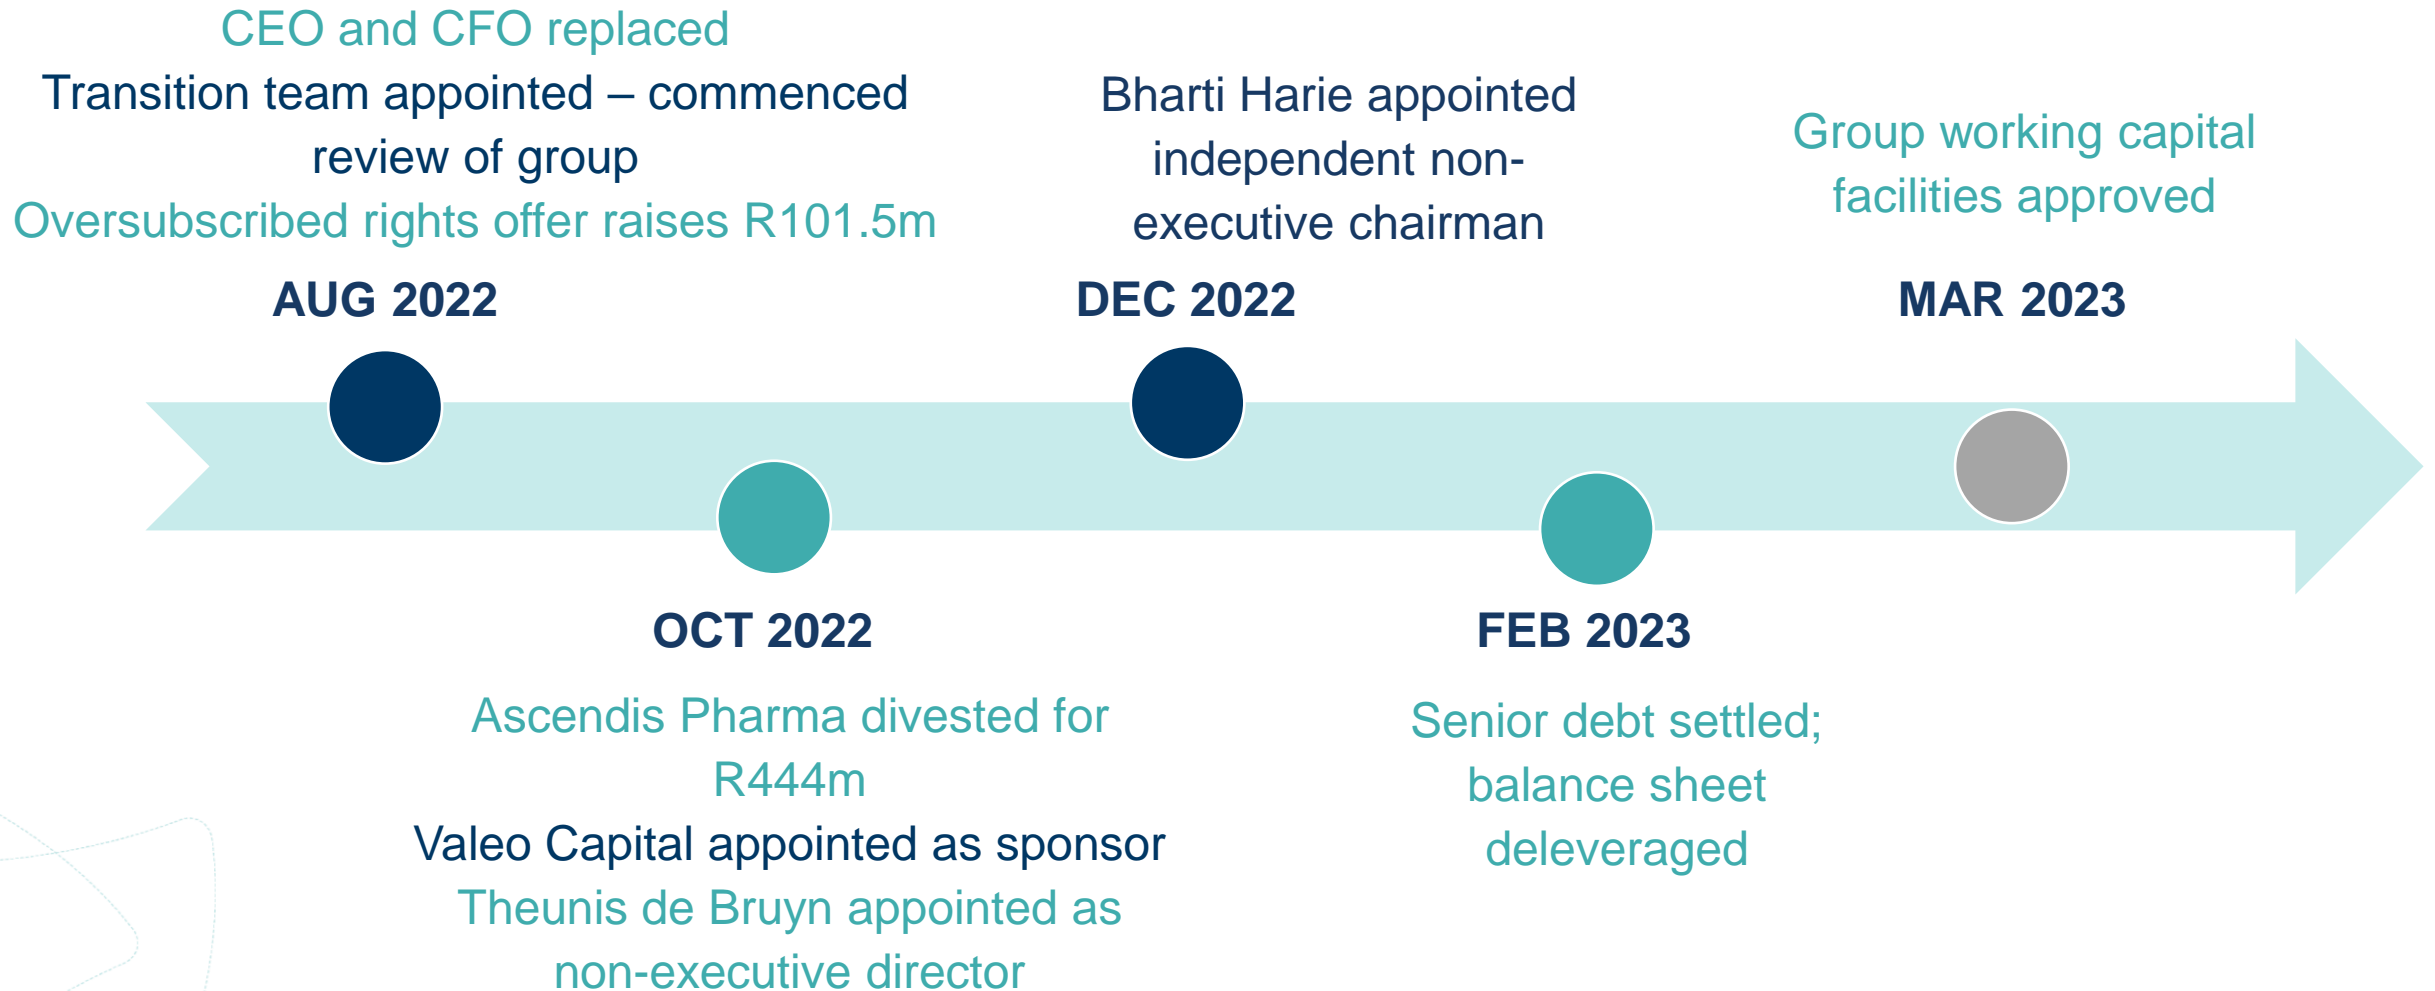 CEO and CFO replaced
Transition team appointed – commenced
review of group
Oversubscribed rights offer raises R101.5m
AUG 2022
Ascendis Pharma divested for
R444m
Valeo Capital appointed as sponsor
Theunis de Bruyn appointed as
non-executive director
OCT 2022
Bharti Harie appointed
independent non-
executive chairman
DEC 2022
FEB 2023
Senior debt settled;
balance sheet
deleveraged
Group working capital
facilities approved
MAR 2023